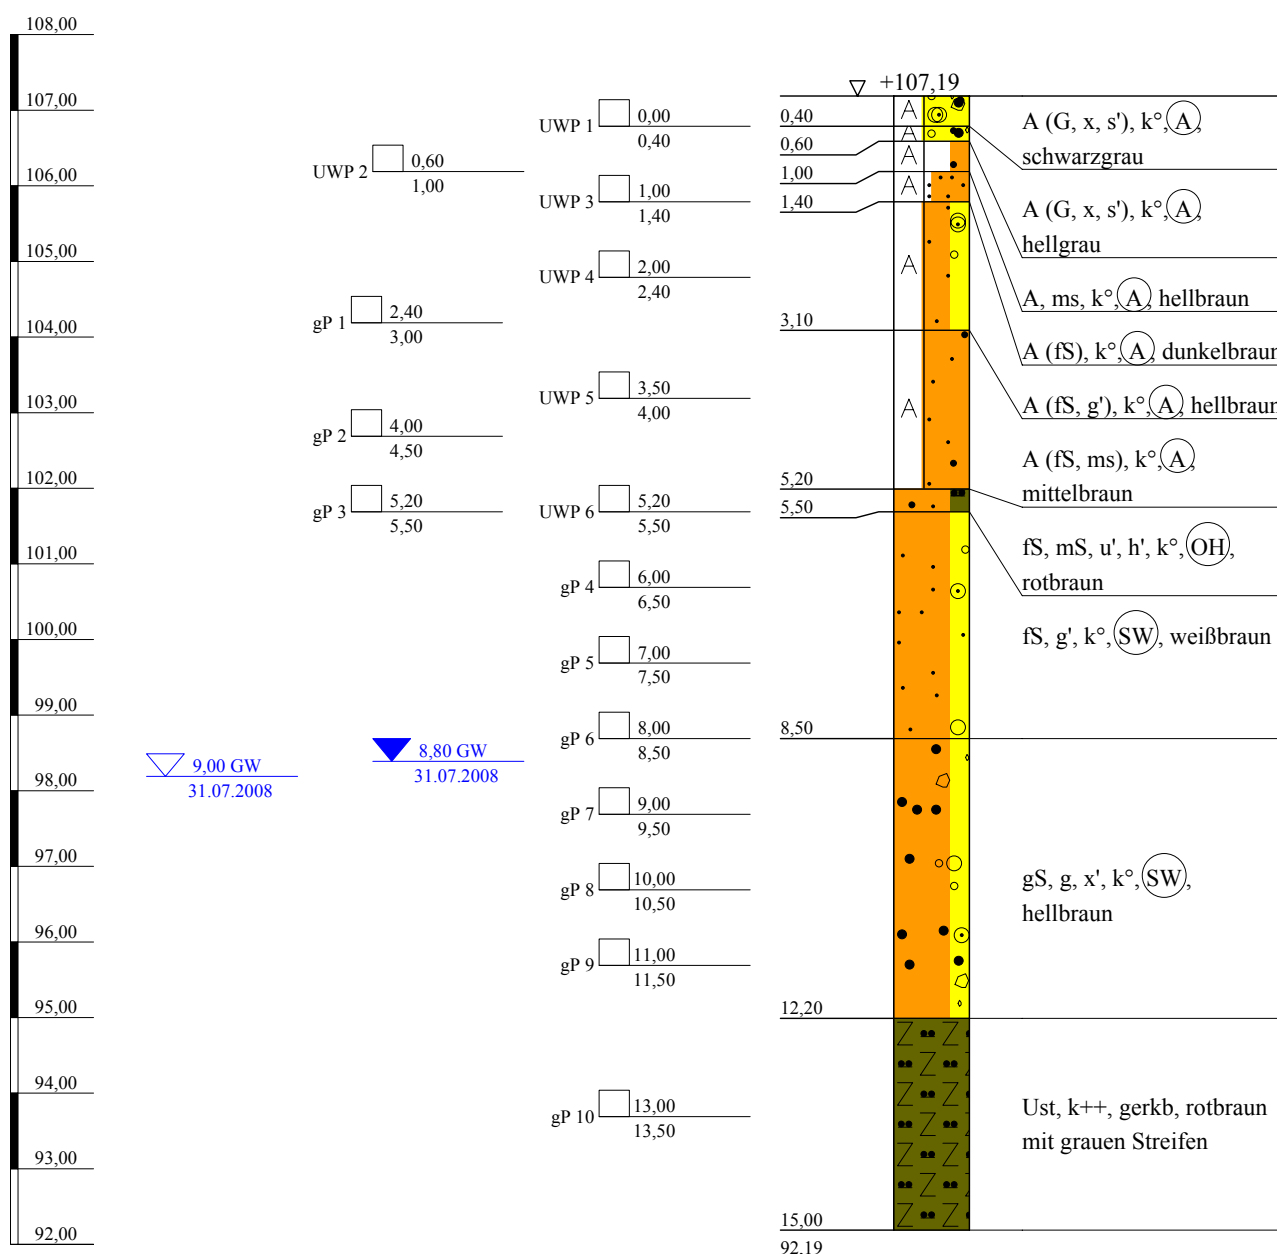 108,00
107,00
106,00
105,00
104,00
103,00
102,00
101,00
100,00
99,00
98,00
97,00
96,00
95,00
94,00
93,00
92,00
9,00 GW
31.07.2008
8,80 GW
31.07.2008
UWP 2 0,60
1,00
gP 1 2,40
3,00
gP 2 4,00
4,50
gP 3 5,20
5,50
UWP 1 0,00
0,40
UWP 3 1,00
1,40
UWP 4 2,00
2,40
UWP 5 3,50
4,00
UWP 6 5,20
5,50
gP 4 6,00
6,50
gP 5 7,00
7,50
gP 6 8,00
8,50
gP 7 9,00
9,50
gP 8 10,00
10,50
gP 9 11,00
11,50
gP 10 13,00
13,50
+107,19
0,40
0,60
1,00
1,40
3,10
5,20
5,50
8,50
12,20
15,00
92,19
A
A
A
A
A
A
A (G, x, s'), k°, A,
schwarzgrau
A (G, x, s'), k°, A,
hellgrau
A, ms, k°, A, hellbraun
A (fS), k°, A, dunkelbraun
A (fS, g'), k°, A, hellbraun
A (fS, ms), k°, A,
mittelbraun
fS, mS, u', h', k°, OH,
rotbraun
fS, g', k°, SW, weißbraun
gS, g, x', k°, SW,
hellbraun
Ust, k++, gerkb, rotbraun
mit grauen Streifen